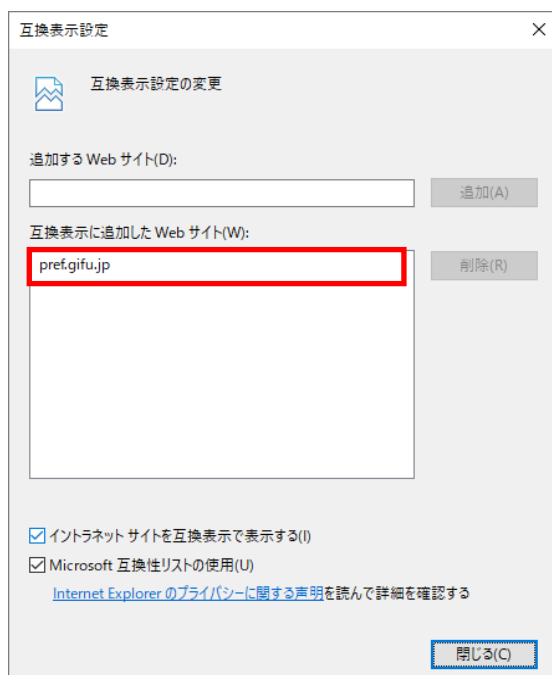 互換表示設定
互換表示設定の変更
追加する Web サイト(D):
追加(A)
互換表示に追加した Web サイト(W):
pref.gifu.jp
削除(R)
イントラネット サイトを互換表示で表示する(I)
Microsoft 互換性リストの使用(U)
Internet Explorer のプライバシーに関する声明を読んで詳細を確認する
閉じる(C)